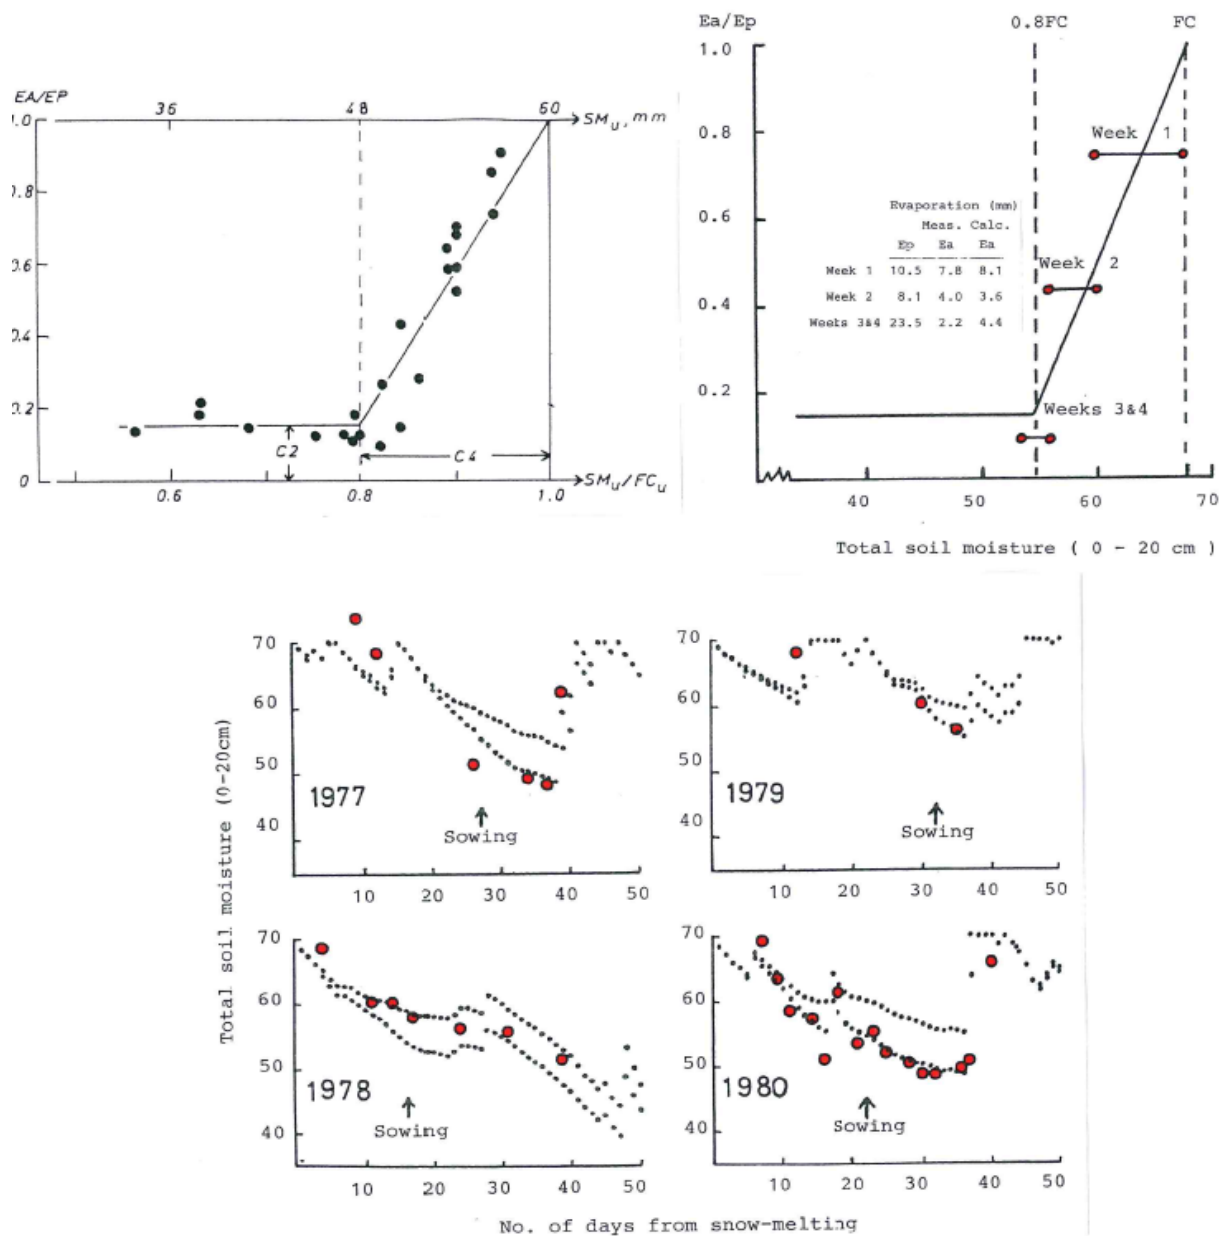 EA/EP
36 48 60 SMu, mm
1.0
0.8
0.6
0.4
0.2
0
C2
C4
0.6 0.8 1.0 SMu/FCu
Ea/Ep 0.8FC FC
1.0
0.8
0.6
0.4
0.2
Week 1
Week 2
Weeks 3&4
Evaporation (mm)
Meas. Calc.
Ep Ea Ea
Week 1 10.5 7.8 8.1
Week 2 8.1 4.0 3.6
Weeks 3&4 23.5 2.2 4.4
40 50 60 70
Total soil moisture ( 0 - 20 cm )
Total soil moisture (0-20cm)
70
60
50
40
1977
Sowing
10 20 30 40 50
70
60
50
40
1979
Sowing
10 20 30 40 50
70
60
50
40
1978
Sowing
0 10 20 30 40 50
70
60
50
40
1980
Sowing
0 10 20 30 40 50
No. of days from snow-melting